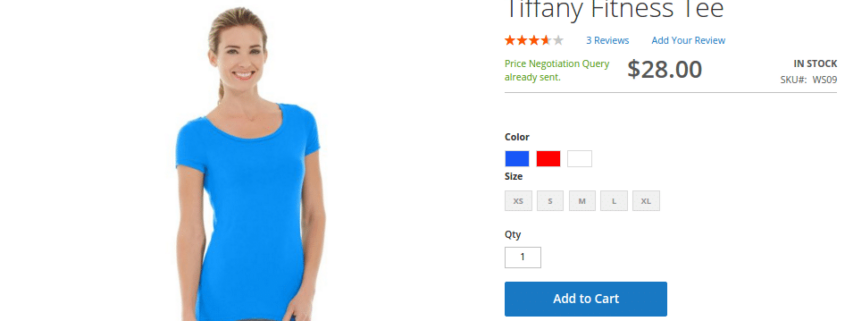 Tiffany Fitness Tee
3 Reviews Add Your Review
Price Negotiation Query
already sent.
$28.00
IN STOCK
SKU#: WS09
Color
Size
XS S M L XL
Qty
1
Add to Cart